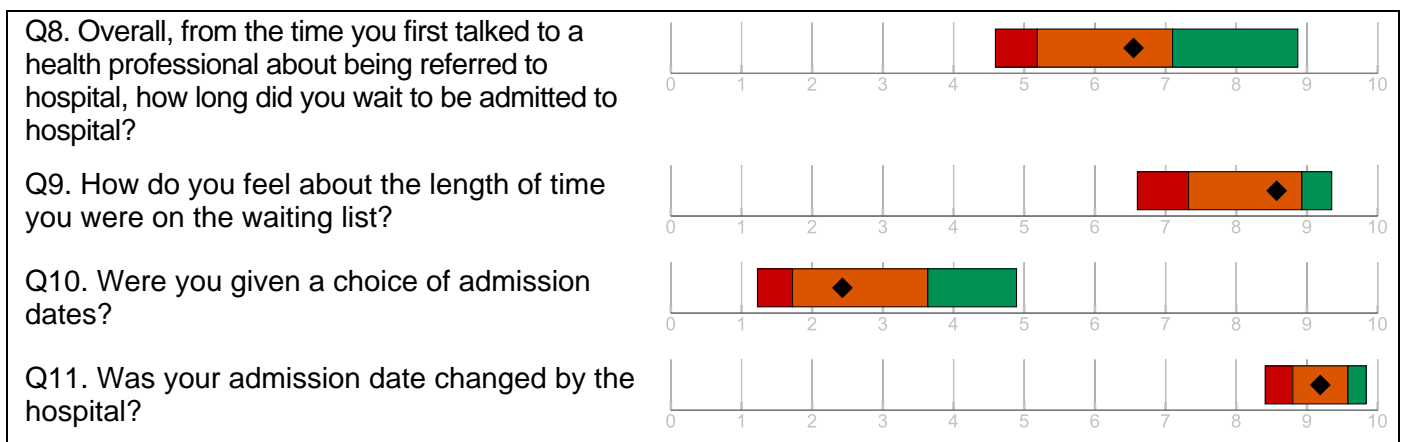 Q8. Overall, from the time you first talked to a
health professional about being referred to
hospital, how long did you wait to be admitted to
hospital?
0 1 2 3 4 5 6 7 8 9 10
Q9. How do you feel about the length of time
you were on the waiting list?
0 1 2 3 4 5 6 7 8 9 10
Q10. Were you given a choice of admission
dates?
0 1 2 3 4 5 6 7 8 9 10
Q11. Was your admission date changed by the
hospital?
0 1 2 3 4 5 6 7 8 9 10